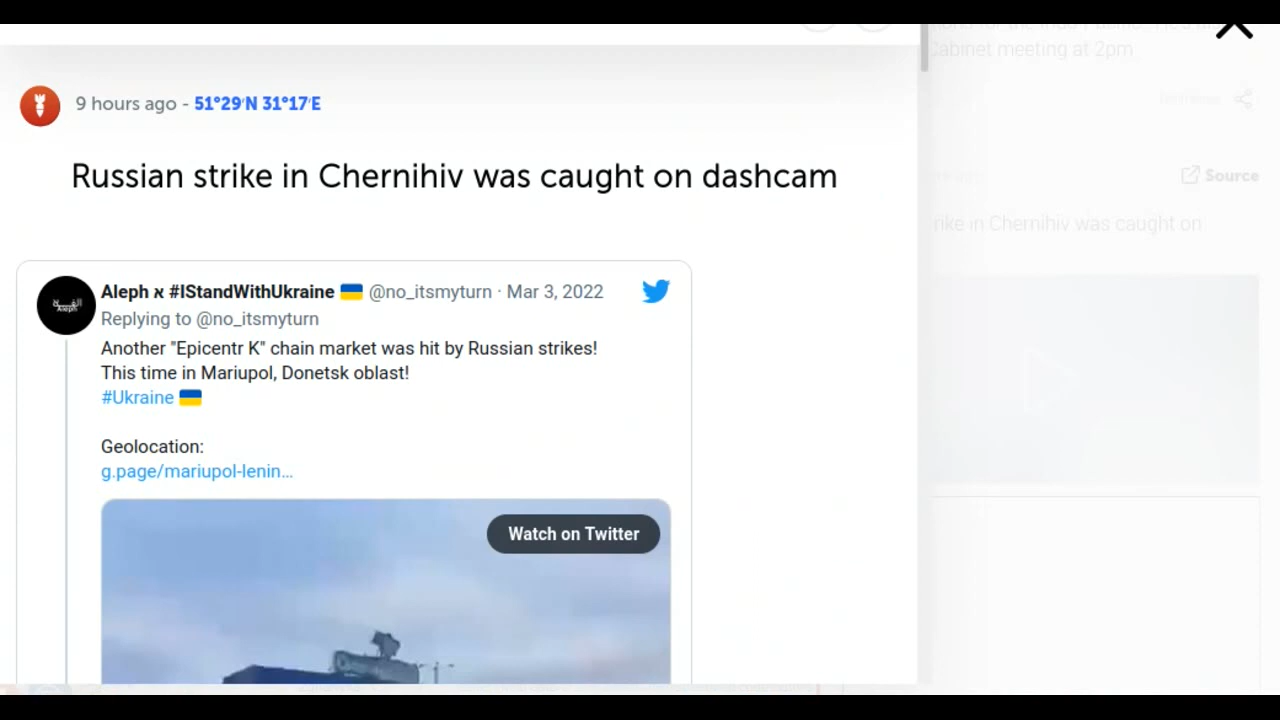 Cabinet meeting at 2pm
9 hours ago - 51°29′N 31°17′E
Source
Russian strike in Chernihiv was caught on dashcam
rike in Chernihiv was caught on
Aleph א #IStandWithUkraine 🇺🇦 @no_itsmyturn · Mar 3, 2022
Replying to @no_itsmyturn
Another "Epicentr K" chain market was hit by Russian strikes!
This time in Mariupol, Donetsk oblast!
#Ukraine 🇺🇦
Geolocation:
g.page/mariupol-lenin…
Watch on Twitter